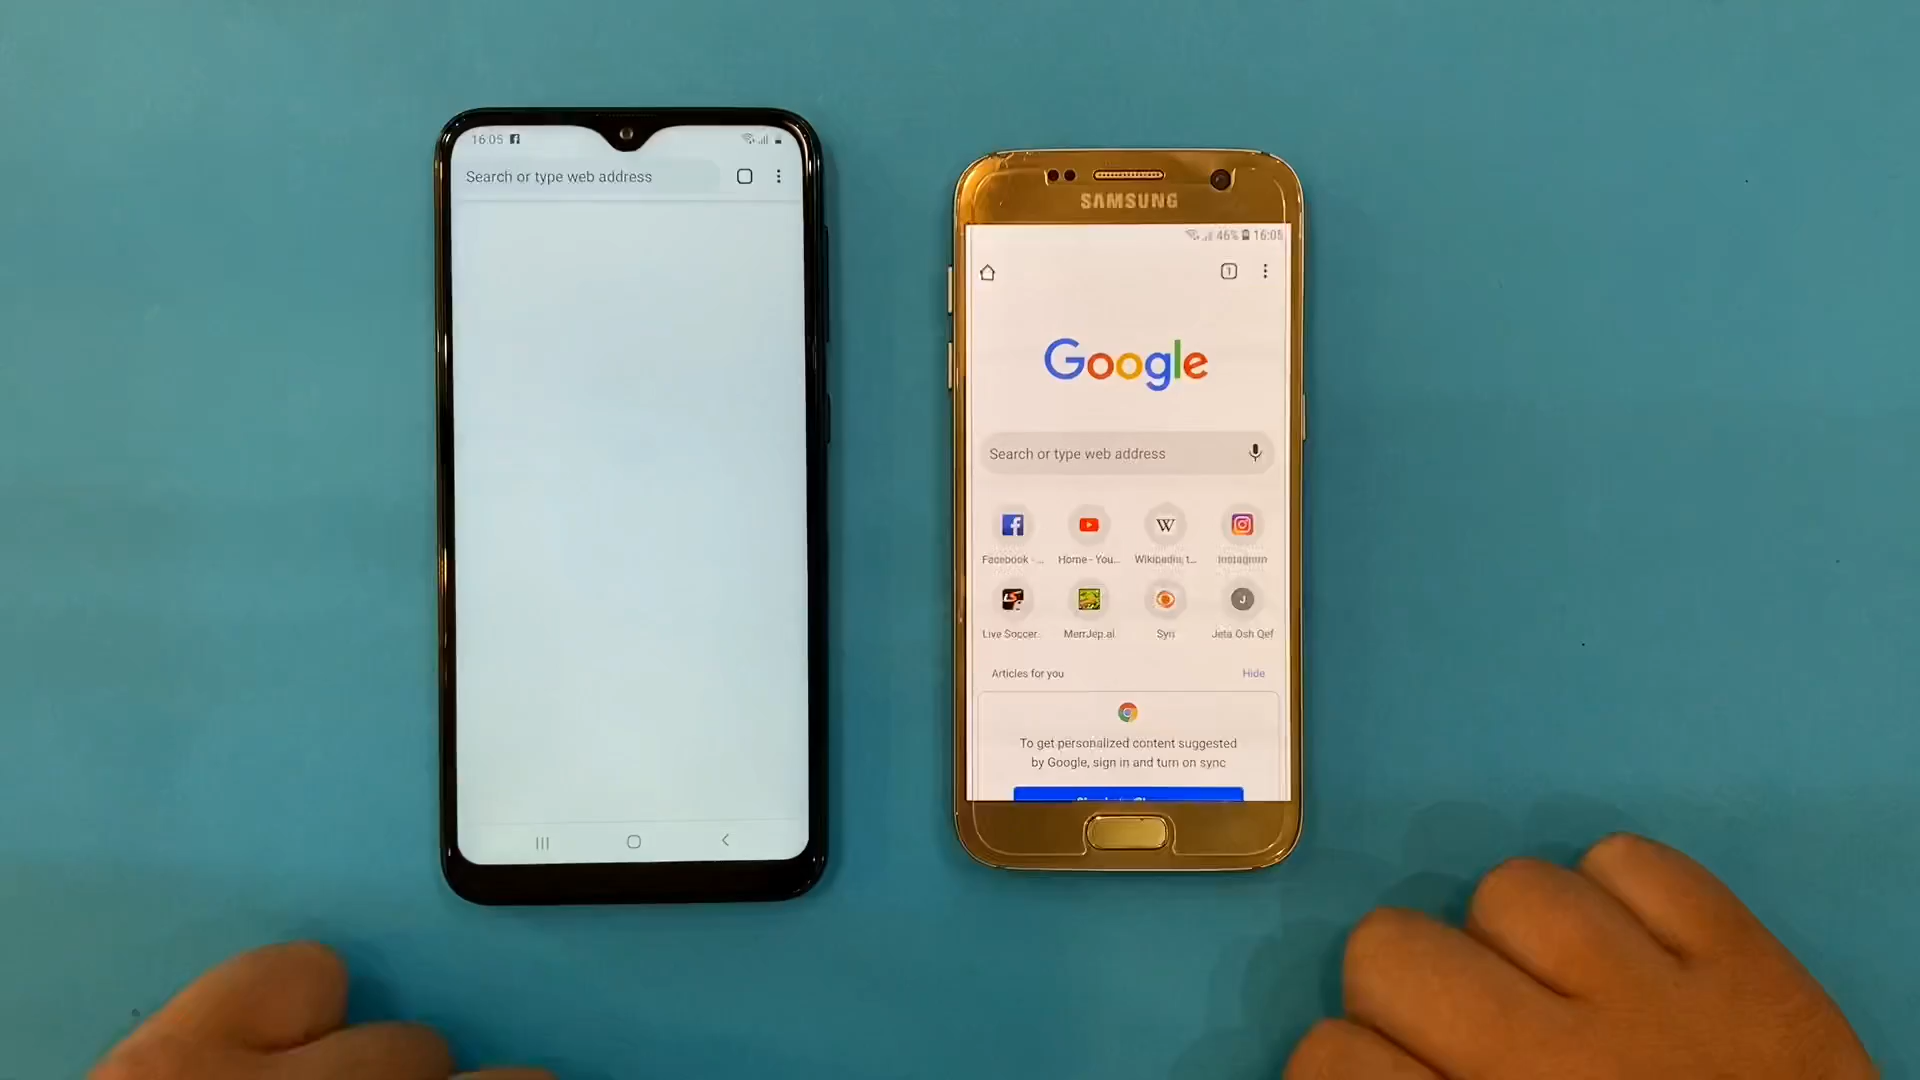 16:05
Search or type web address
SAMSUNG
46% 16:05
1
Google
Search or type web address
Facebook - ...
Home - You...
W
Wikipedia, t...
Instagram
LS
Live Soccer..
MerrJep.al
Syri
J
Jeta Osh Qef
Articles for you
Hide
To get personalized content suggested
by Google, sign in and turn on sync